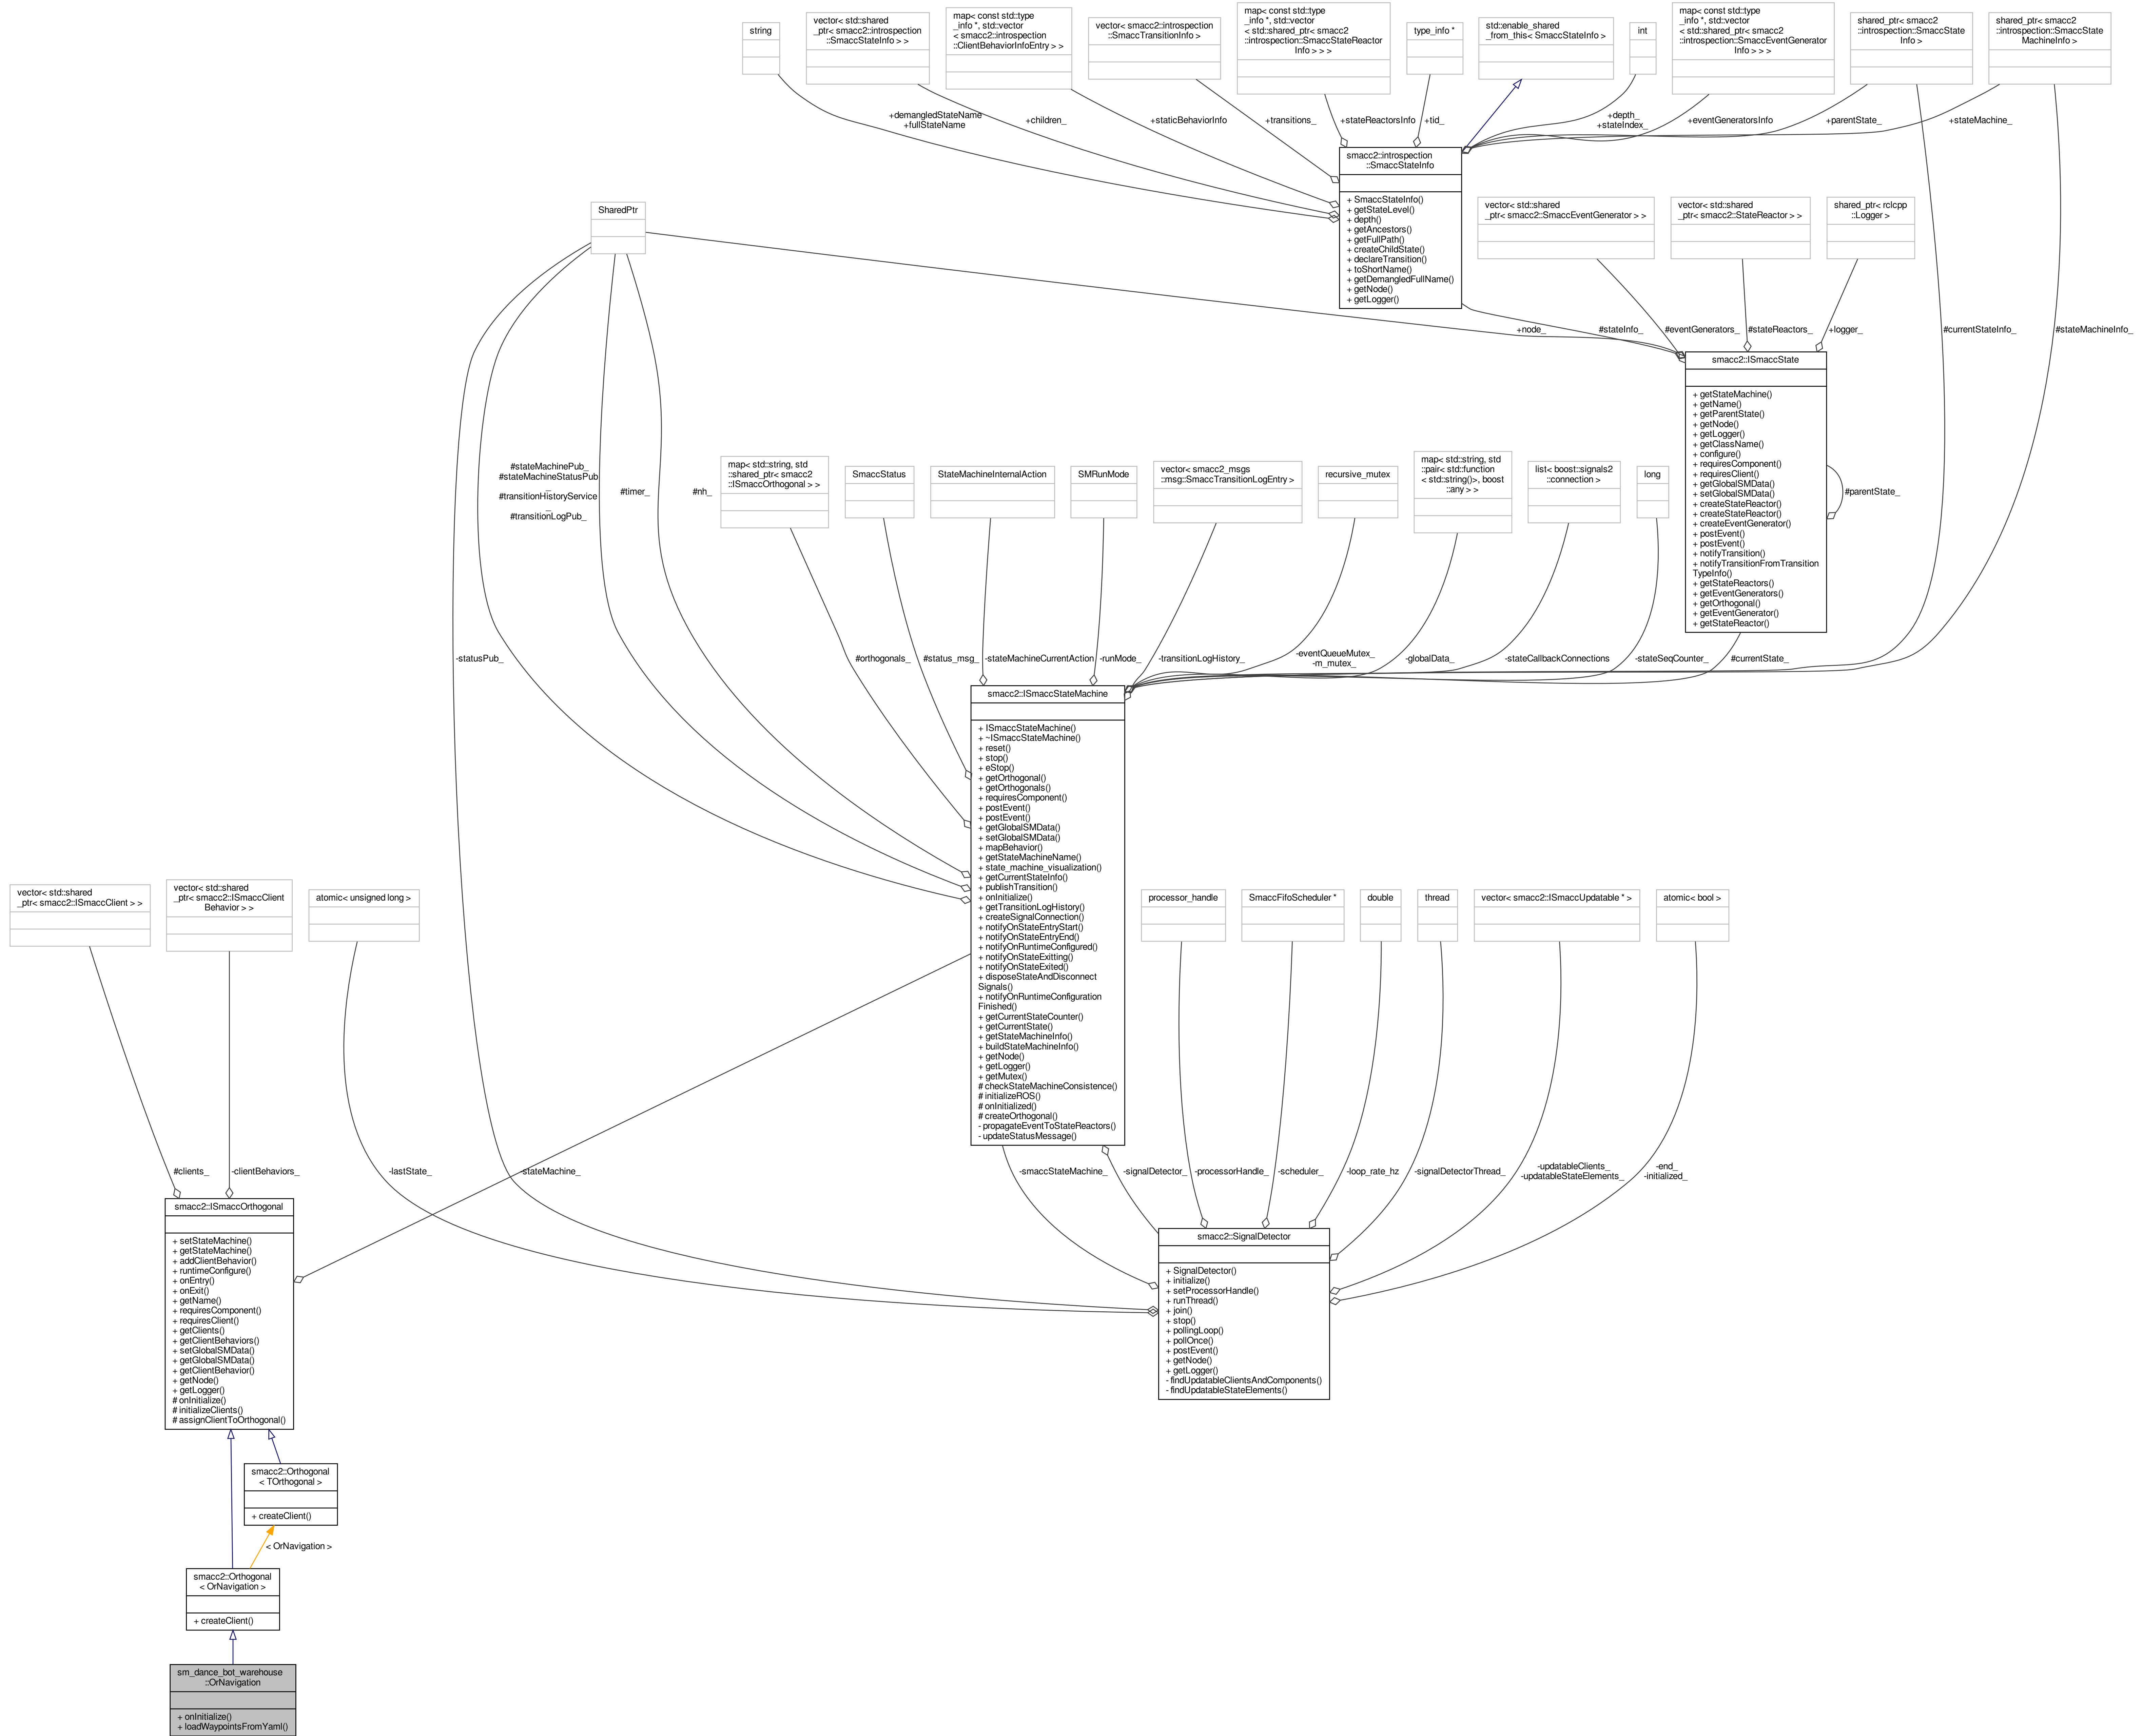 string
vector< std::shared
_ptr< smacc2::introspection
::SmaccStateInfo > >
map< const std::type
_info *, std::vector
< smacc2::introspection
::ClientBehaviorInfoEntry > >
vector< smacc2::introspection
::SmaccTransitionInfo >
map< const std::type
_info *, std::vector
< std::shared_ptr< smacc2
::introspection::SmaccStateReactor
Info > > >
type_info *
std::enable_shared
_from_this< SmaccStateInfo >
int
map< const std::type
_info *, std::vector
< std::shared_ptr< smacc2
::introspection::SmaccEventGenerator
Info > > >
shared_ptr< smacc2
::introspection::SmaccState
Info >
shared_ptr< smacc2
::introspection::SmaccState
MachineInfo >
+demangledStateName
+fullStateName
+children_
+staticBehaviorInfo
+transitions_
+stateReactorsInfo
+tid_
+depth_
+stateIndex_
+eventGeneratorsInfo
+parentState_
+stateMachine_
smacc2::introspection
::SmaccStateInfo
+ SmaccStateInfo()
+ getStateLevel()
+ depth()
+ getAncestors()
+ getFullPath()
+ createChildState()
+ declareTransition()
+ toShortName()
+ getDemangledFullName()
+ getNode()
+ getLogger()
SharedPtr
vector< std::shared
_ptr< smacc2::SmaccEventGenerator > >
vector< std::shared
_ptr< smacc2::StateReactor > >
shared_ptr< rclcpp
::Logger >
+node_
#stateInfo_
#eventGenerators_
#stateReactors_
+logger_
#currentStateInfo_
#stateMachineInfo_
smacc2::ISmaccState
+ getStateMachine()
+ getName()
+ getParentState()
+ getNode()
+ getLogger()
+ getClassName()
+ configure()
+ requiresComponent()
+ requiresClient()
+ getGlobalSMData()
+ setGlobalSMData()
+ createStateReactor()
+ createStateReactor()
+ createEventGenerator()
+ postEvent()
+ postEvent()
+ notifyTransition()
+ notifyTransitionFromTransition
TypeInfo()
+ getStateReactors()
+ getEventGenerators()
+ getOrthogonal()
+ getEventGenerator()
+ getStateReactor()
#parentState_
#stateMachinePub_
#stateMachineStatusPub
_
#transitionHistoryService
_
#transitionLogPub_
#timer_
#nh_
map< std::string, std
::shared_ptr< smacc2
::ISmaccOrthogonal > >
SmaccStatus
StateMachineInternalAction
SMRunMode
vector< smacc2_msgs
::msg::SmaccTransitionLogEntry >
recursive_mutex
map< std::string, std
::pair< std::function
< std::string()>, boost
::any > >
list< boost::signals2
::connection >
long
-statusPub_
#orthogonals_
#status_msg_
-stateMachineCurrentAction
-runMode_
-transitionLogHistory_
-eventQueueMutex_
-m_mutex_
-globalData_
-stateCallbackConnections
-stateSeqCounter_
#currentState_
smacc2::ISmaccStateMachine
+ ISmaccStateMachine()
+ ~ISmaccStateMachine()
+ reset()
+ stop()
+ eStop()
+ getOrthogonal()
+ getOrthogonals()
+ requiresComponent()
+ postEvent()
+ postEvent()
+ getGlobalSMData()
+ setGlobalSMData()
+ mapBehavior()
+ getStateMachineName()
+ state_machine_visualization()
+ getCurrentStateInfo()
+ publishTransition()
+ onInitialize()
+ getTransitionLogHistory()
+ createSignalConnection()
+ notifyOnStateEntryStart()
+ notifyOnStateEntryEnd()
+ notifyOnRuntimeConfigured()
+ notifyOnStateExitting()
+ notifyOnStateExited()
+ disposeStateAndDisconnect
Signals()
+ notifyOnRuntimeConfiguration
Finished()
+ getCurrentStateCounter()
+ getCurrentState()
+ getStateMachineInfo()
+ buildStateMachineInfo()
+ getNode()
+ getLogger()
+ getMutex()
# checkStateMachineConsistence()
# initializeROS()
# onInitialized()
# createOrthogonal()
- propagateEventToStateReactors()
- updateStatusMessage()
vector< std::shared
_ptr< smacc2::ISmaccClient > >
vector< std::shared
_ptr< smacc2::ISmaccClient
Behavior > >
atomic< unsigned long >
processor_handle
SmaccFifoScheduler *
double
thread
vector< smacc2::ISmaccUpdatable * >
atomic< bool >
#clients_
-clientBehaviors_
-lastState_
-stateMachine_
-smaccStateMachine_
-signalDetector_
-processorHandle_
-scheduler_
-loop_rate_hz
-signalDetectorThread_
-updatableClients_
-updatableStateElements_
-end_
-initialized_
smacc2::ISmaccOrthogonal
+ setStateMachine()
+ getStateMachine()
+ addClientBehavior()
+ runtimeConfigure()
+ onEntry()
+ onExit()
+ getName()
+ requiresComponent()
+ requiresClient()
+ getClients()
+ getClientBehaviors()
+ setGlobalSMData()
+ getGlobalSMData()
+ getClientBehavior()
+ getNode()
+ getLogger()
# onInitialize()
# initializeClients()
# assignClientToOrthogonal()
smacc2::SignalDetector
+ SignalDetector()
+ initialize()
+ setProcessorHandle()
+ runThread()
+ join()
+ stop()
+ pollingLoop()
+ pollOnce()
+ postEvent()
+ getNode()
+ getLogger()
- findUpdatableClientsAndComponents()
- findUpdatableStateElements()
smacc2::Orthogonal
< TOrthogonal >
+ createClient()
< OrNavigation >
smacc2::Orthogonal
< OrNavigation >
+ createClient()
sm_dance_bot_warehouse
::OrNavigation
+ onInitialize()
+ loadWaypointsFromYaml()